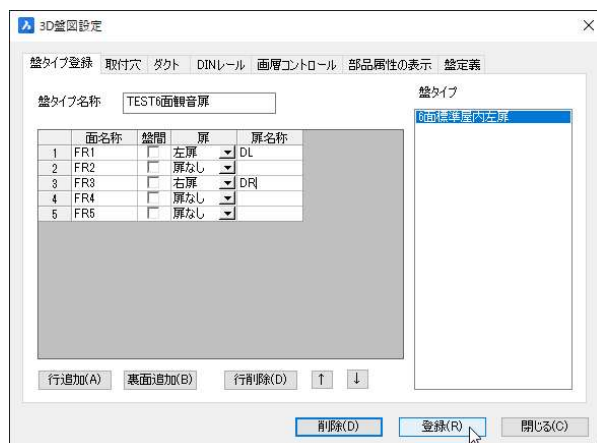 3D盤図設定
盤タイプ登録 取付穴 ダクト DINレール 画層コントロール 部品属性の表示 盤定義
盤タイプ名称 TEST6面観音扉
盤タイプ
6面標準屋内左扉
面名称 盤間 扉 扉名称
1 FR1 左扉 DL
2 FR2 扉なし
3 FR3 右扉 DR
4 FR4 扉なし
5 FR5 扉なし
行追加(A) 裏面追加(B) 行削除(D) ↑ ↓
削除(D) 登録(R) 閉じる(C)